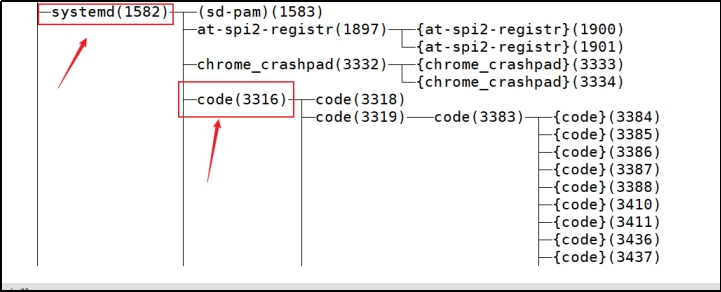 systemd(1582)—(sd-pam)(1583)
at-spi2-registr(1897)—{at-spi2-registr}(1900)
{at-spi2-registr}(1901)
chrome_crashpad(3332)—{chrome_crashpad}(3333)
{chrome_crashpad}(3334)
code(3316)—code(3318)
code(3319)—code(3383)—{code}(3384)
{code}(3385)
{code}(3386)
{code}(3387)
{code}(3388)
{code}(3410)
{code}(3411)
{code}(3436)
{code}(3437)